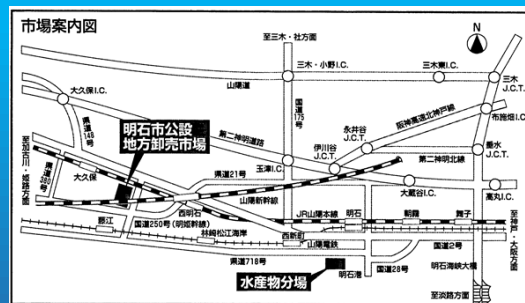 市場案内図
N
至三木・社方面
三木・小野I.C.
三木東I.C.
三木
J.C.T.
山陽道
大久保I.C.
国道
175号
阪神高速北神戸線
布施畑I.C.
県道
148号
明石市公設
地方卸売市場
第二神明道路
永井谷
J.C.T.
伊川谷
J.C.T.
玉津I.C.
第二神明北線
垂水
J.C.T.
至加古川・姫路方面
県道
380号
大久保
県道21号
大蔵谷I.C.
高丸I.C.
山陽新幹線
西明石
JR山陽本線
明石
朝霧
舞子
至神戸・大阪方面
藤江
国道250号(明姫幹線)
林崎松江海岸
西新町
山陽電鉄
国道2号
県道718号
明石港
国道28号
明石海峡大橋
水産物分場
至淡路方面